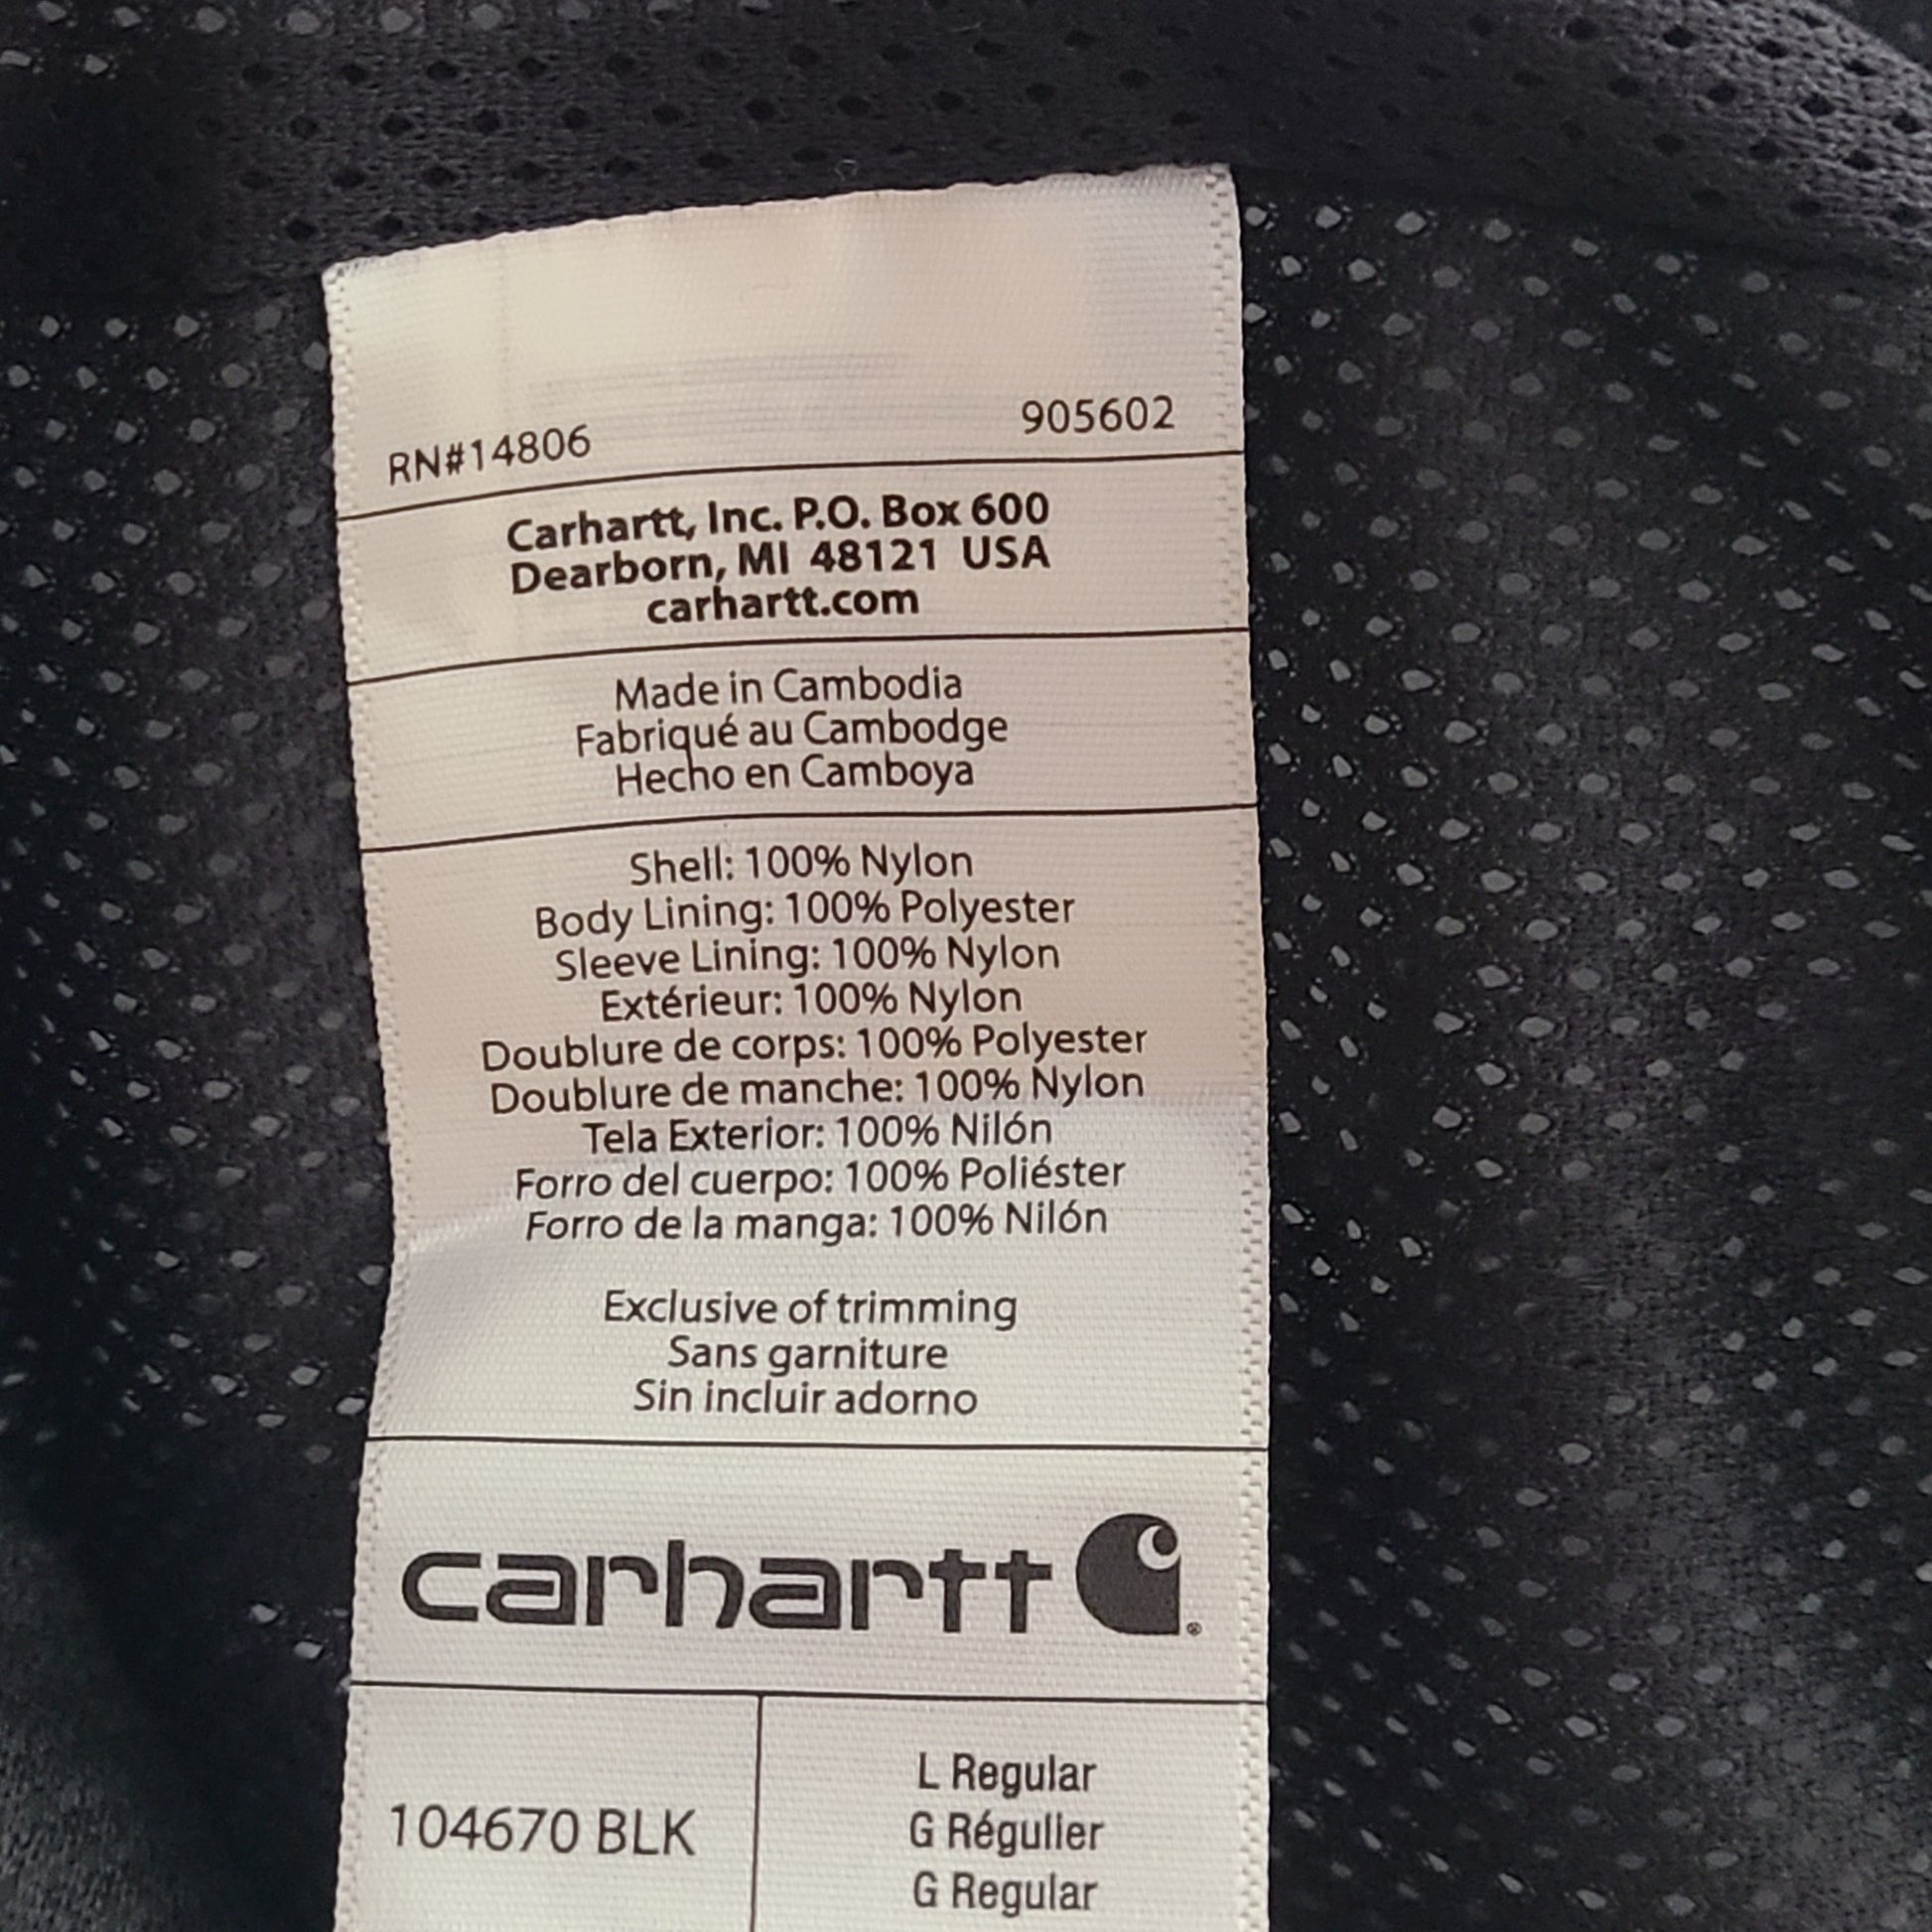 RN#14806 905602
Carhartt, Inc. P.O. Box 600
Dearborn, MI 48121 USA
carhartt.com
Made in Cambodia
Fabriqué au Cambodge
Hecho en Camboya
Shell: 100% Nylon
Body Lining: 100% Polyester
Sleeve Lining: 100% Nylon
Extérieur: 100% Nylon
Doublure de corps: 100% Polyester
Doublure de manche: 100% Nylon
Tela Exterior: 100% Nilón
Forro del cuerpo: 100% Poliéster
Forro de la manga: 100% Nilón
Exclusive of trimming
Sans garniture
Sin incluir adorno
carhartt ®
104670 BLK
L Regular
G Régulier
G Regular